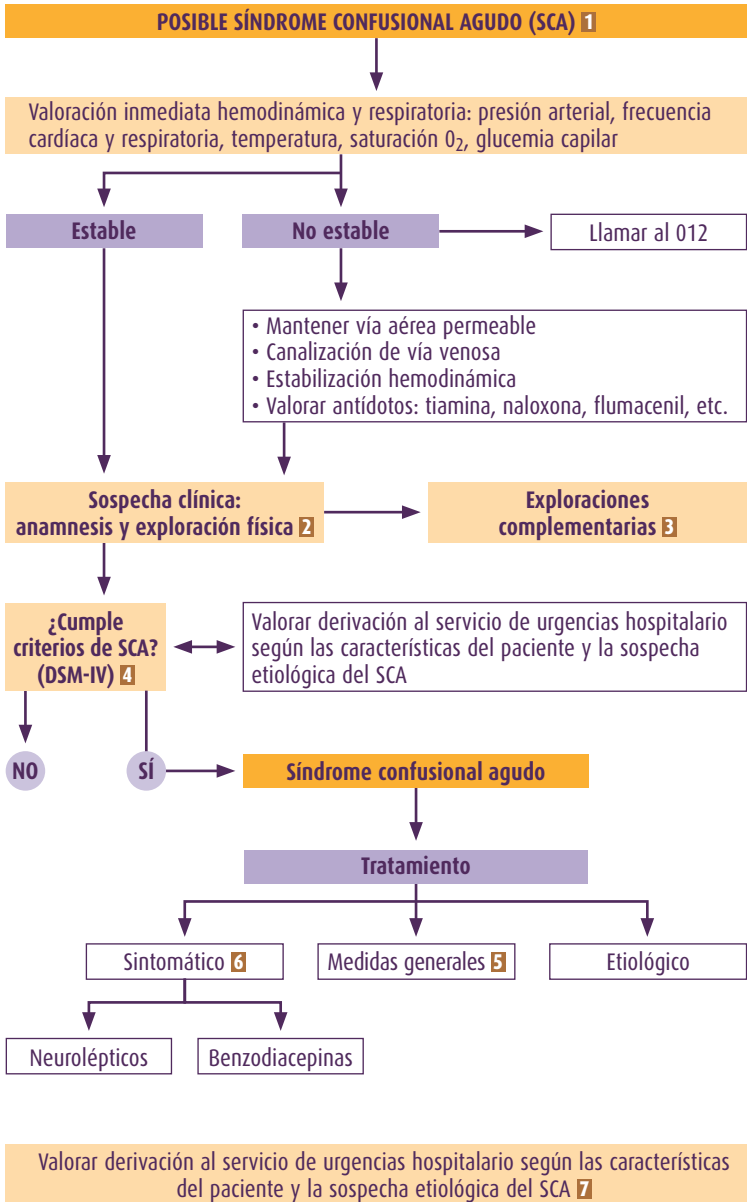 POSIBLE SÍNDROME CONFUSIONAL AGUDO (SCA) 1
Valoración inmediata hemodinámica y respiratoria: presión arterial, frecuencia
cardíaca y respiratoria, temperatura, saturación 0₂, glucemia capilar
Estable
No estable
Llamar al 012
• Mantener vía aérea permeable
• Canalización de vía venosa
• Estabilización hemodinámica
• Valorar antídotos: tiamina, naloxona, flumacenil, etc.
Sospecha clínica:
anamnesis y exploración física 2
Exploraciones
complementarias 3
¿Cumple
criterios de SCA?
(DSM-IV) 4
Valorar derivación al servicio de urgencias hospitalario
según las características del paciente y la sospecha
etiológica del SCA
NO
SÍ
Síndrome confusional agudo
Tratamiento
Sintomático 6
Medidas generales 5
Etiológico
Neurolépticos
Benzodiacepinas
Valorar derivación al servicio de urgencias hospitalario según las características
del paciente y la sospecha etiológica del SCA 7